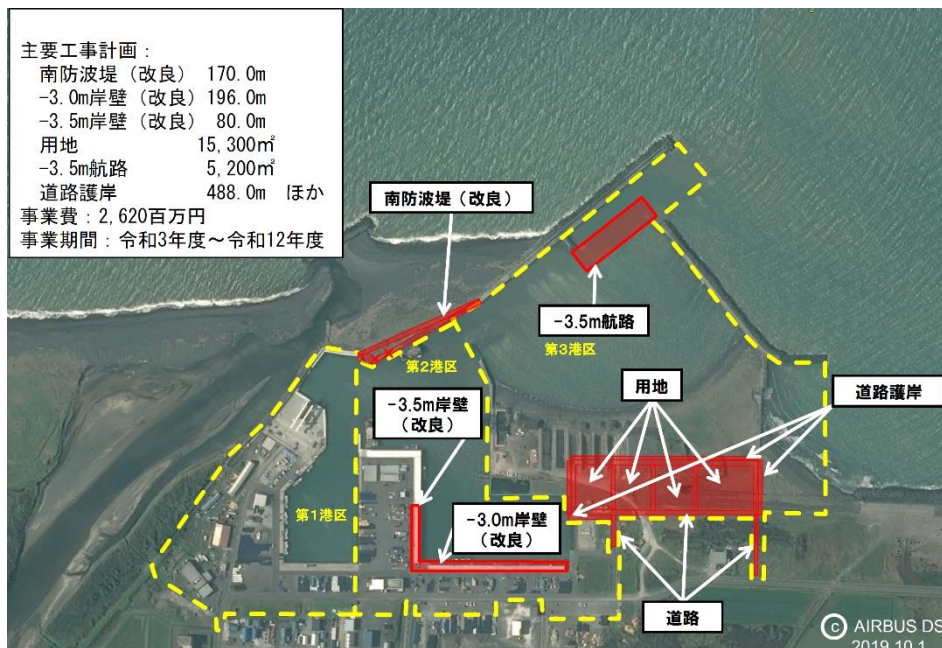 主要工事計画：
南防波堤（改良） 170.0m
-3.0m岸壁（改良） 196.0m
-3.5m岸壁（改良） 80.0m
用地 15,300㎡
-3.5m航路 5,200㎡
道路護岸 488.0m ほか
事業費：2,620百万円
事業期間：令和3年度～令和12年度
南防波堤（改良）
-3.5m航路
第3港区
第2港区
-3.5m岸壁
（改良）
用地
道路護岸
第1港区
-3.0m岸壁
（改良）
道路
© AIRBUS DS
2019.10.1